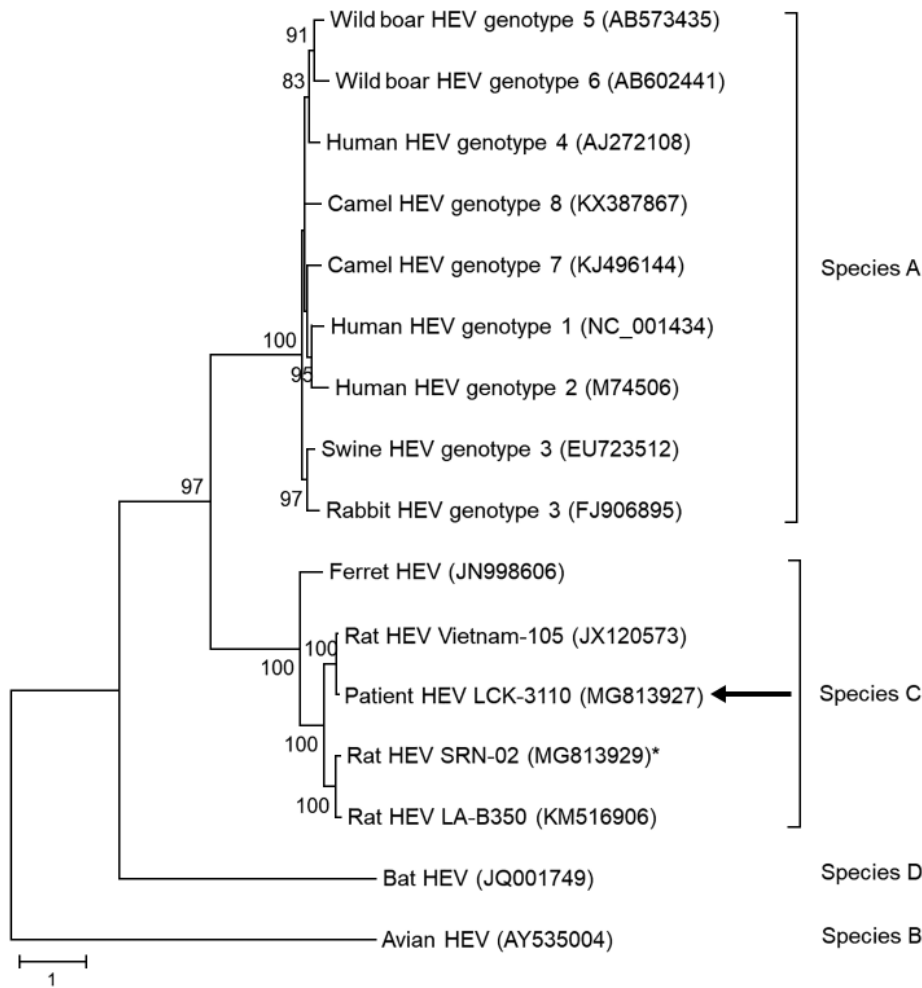 91
Wild boar HEV genotype 5 (AB573435)
83
Wild boar HEV genotype 6 (AB602441)
Human HEV genotype 4 (AJ272108)
Camel HEV genotype 8 (KX387867)
Camel HEV genotype 7 (KJ496144)
Species A
Human HEV genotype 1 (NC_001434)
100
95
Human HEV genotype 2 (M74506)
Swine HEV genotype 3 (EU723512)
97
97
Rabbit HEV genotype 3 (FJ906895)
Ferret HEV (JN998606)
100
Rat HEV Vietnam-105 (JX120573)
100
Patient HEV LCK-3110 (MG813927)
Species C
100
Rat HEV SRN-02 (MG813929)*
100
Rat HEV LA-B350 (KM516906)
Bat HEV (JQ001749)
Species D
Avian HEV (AY535004)
Species B
1